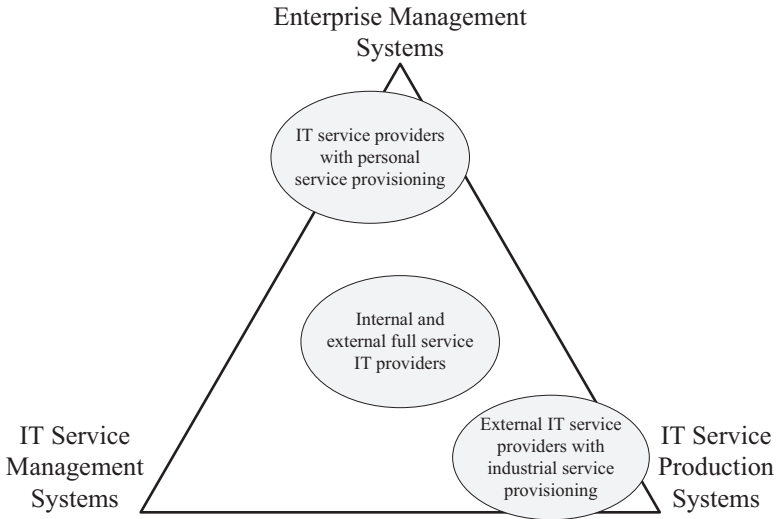 Enterprise Management
Systems
IT service providers
with personal
service provisioning
Internal and
external full service
IT providers
IT Service
Management
Systems
External IT service
providers with
industrial service
provisioning
IT Service
Production
Systems